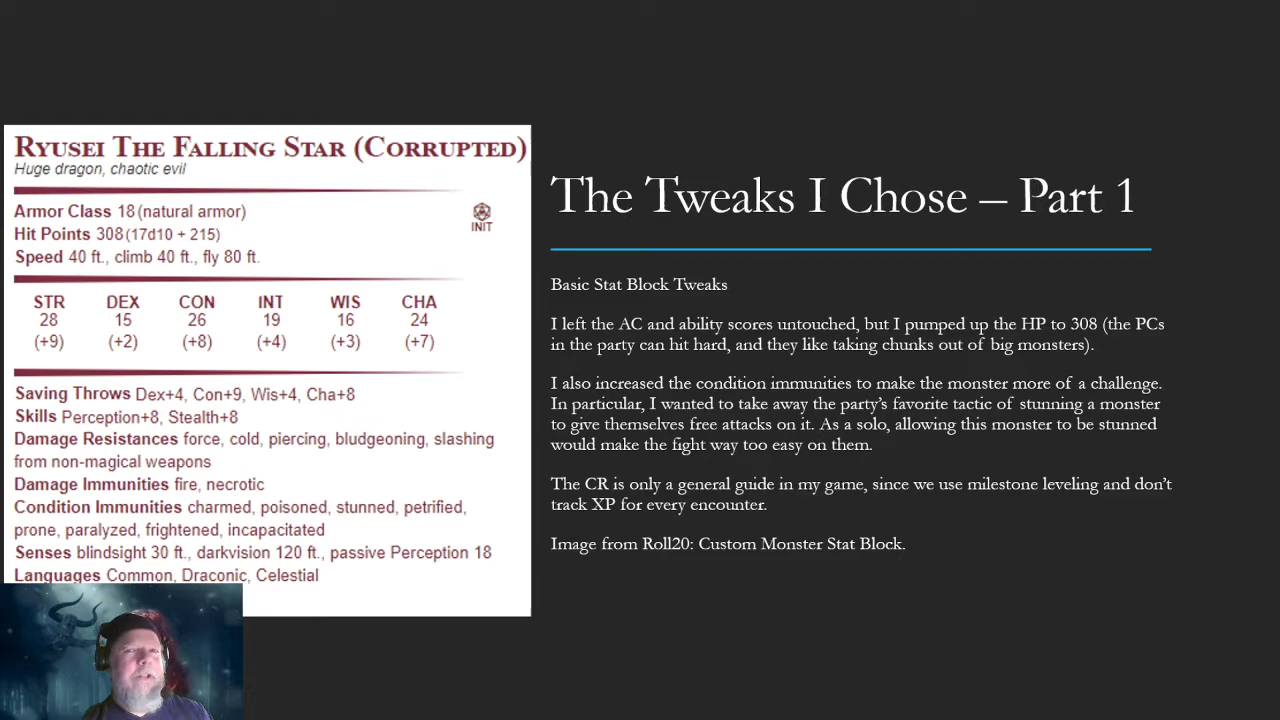 RYUSEI THE FALLING STAR (CORRUPTED)
Huge dragon, chaotic evil
Armor Class 18 (natural armor)
INIT
Hit Points 308 (17d10 + 215)
Speed 40 ft., climb 40 ft., fly 80 ft.
STR DEX CON INT WIS CHA
28 15 26 19 16 24
(+9) (+2) (+8) (+4) (+3) (+7)
Saving Throws Dex+4, Con+9, Wis+4, Cha+8
Skills Perception+8, Stealth+8
Damage Resistances force, cold, piercing, bludgeoning, slashing
from non-magical weapons
Damage Immunities fire, necrotic
Condition Immunities charmed, poisoned, stunned, petrified,
prone, paralyzed, frightened, incapacitated
Senses blindsight 30 ft., darkvision 120 ft., passive Perception 18
Languages Common, Draconic, Celestial
The Tweaks I Chose – Part 1
Basic Stat Block Tweaks
I left the AC and ability scores untouched, but I pumped up the HP to 308 (the PCs
in the party can hit hard, and they like taking chunks out of big monsters).
I also increased the condition immunities to make the monster more of a challenge.
In particular, I wanted to take away the party’s favorite tactic of stunning a monster
to give themselves free attacks on it. As a solo, allowing this monster to be stunned
would make the fight way too easy on them.
The CR is only a general guide in my game, since we use milestone leveling and don’t
track XP for every encounter.
Image from Roll20: Custom Monster Stat Block.